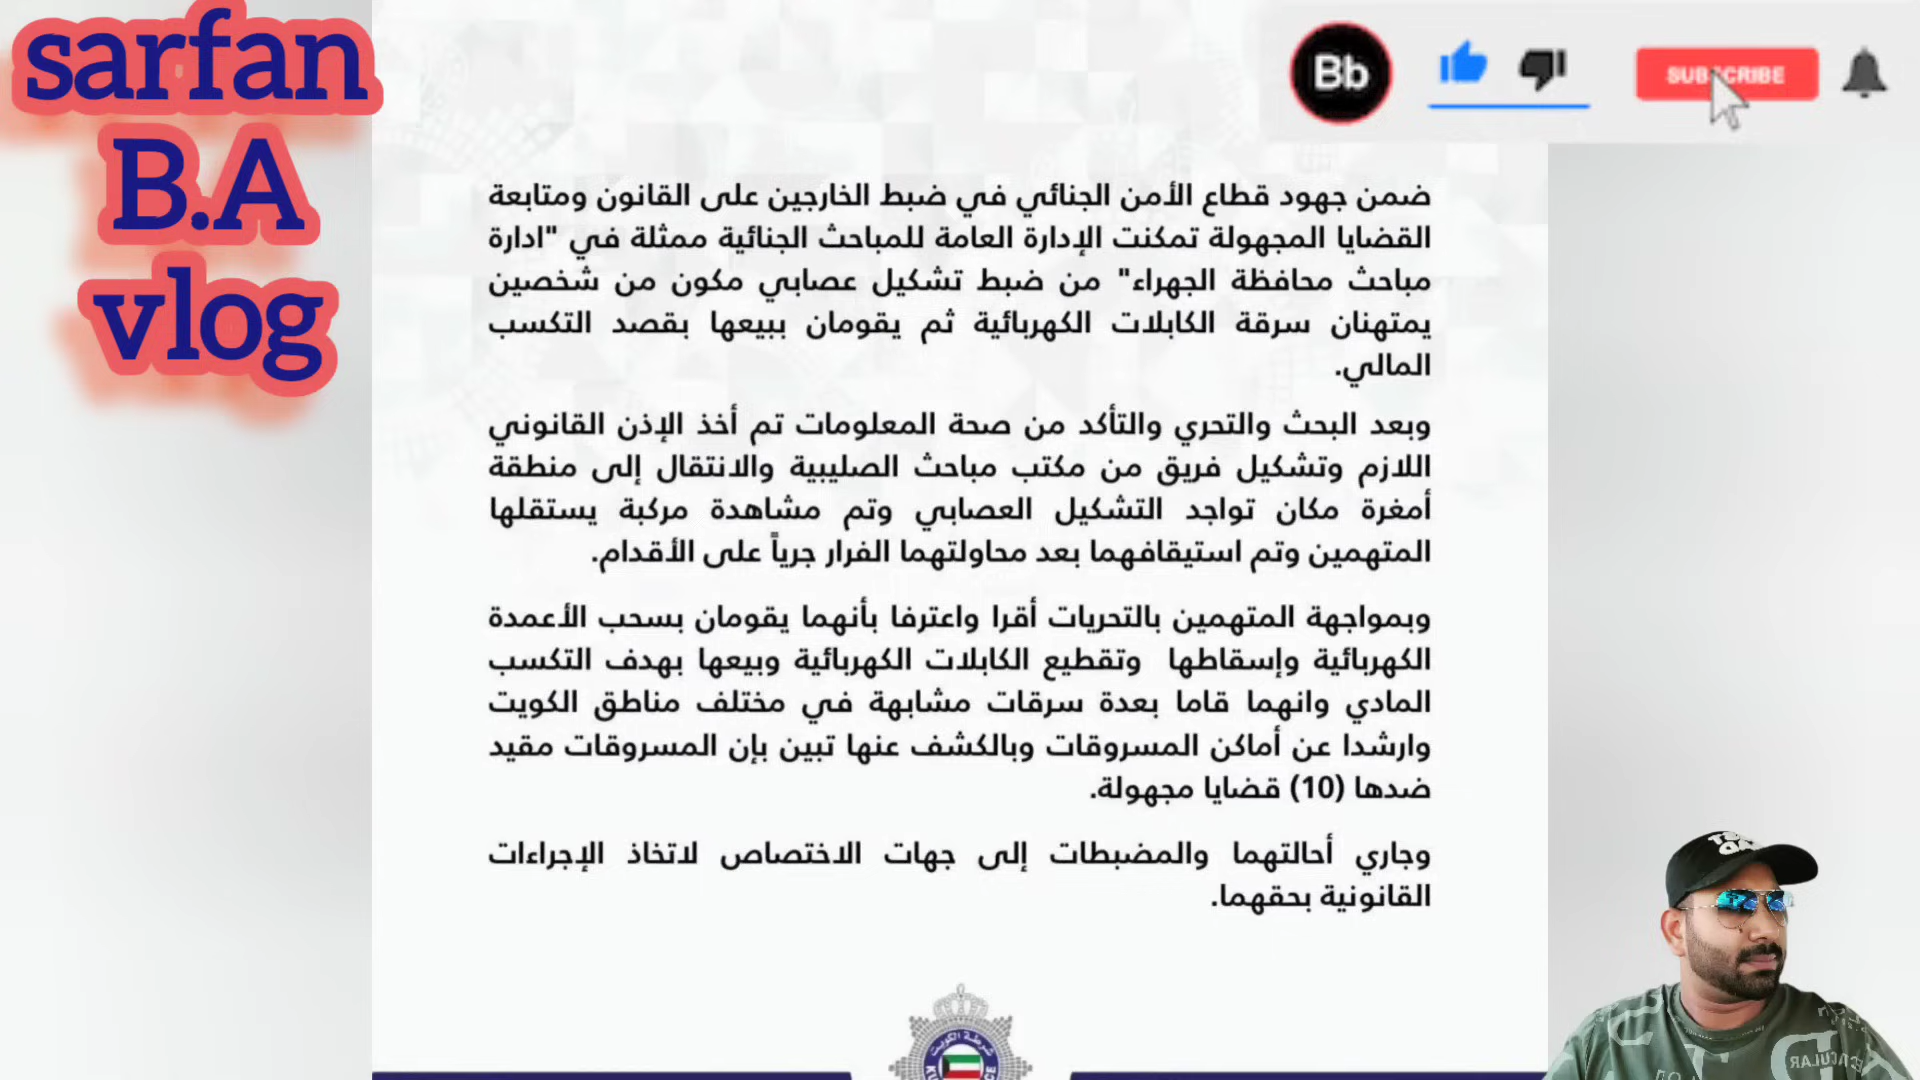 sarfan
B.A
vlog
Bb
SUBSCRIBE
ضمن جهود قطاع الأمن الجنائي في ضبط الخارجين على القانون ومتابعة
القضايا المجهولة تمكنت الإدارة العامة للمباحث الجنائية ممثلة في "ادارة
مباحث محافظة الجهراء" من ضبط تشكيل عصابي مكون من شخصين
يمتهنان سرقة الكابلات الكهربائية ثم يقومان ببيعها بقصد التكسب
المالي.
وبعد البحث والتحري والتأكد من صحة المعلومات تم أخذ الإذن القانوني
اللازم وتشكيل فريق من مكتب مباحث الصليبية والانتقال إلى منطقة
أمغرة مكان تواجد التشكيل العصابي وتم مشاهدة مركبة يستقلها
المتهمين وتم استيقافهما بعد محاولتهما الفرار جرياً على الأقدام.
وبمواجهة المتهمين بالتحريات أقرا واعترفا بأنهما يقومان بسحب الأعمدة
الكهربائية وإسقاطها وتقطيع الكابلات الكهربائية وبيعها بهدف التكسب
المادي وانهما قاما بعدة سرقات مشابهة في مختلف مناطق الكويت
وارشدا عن أماكن المسروقات وبالكشف عنها تبين بإن المسروقات مقيد
ضدها (10) قضايا مجهولة.
وجاري أحالتهما والمضبطات إلى جهات الاختصاص لاتخاذ الإجراءات
القانونية بحقهما.
شرطة الكويت